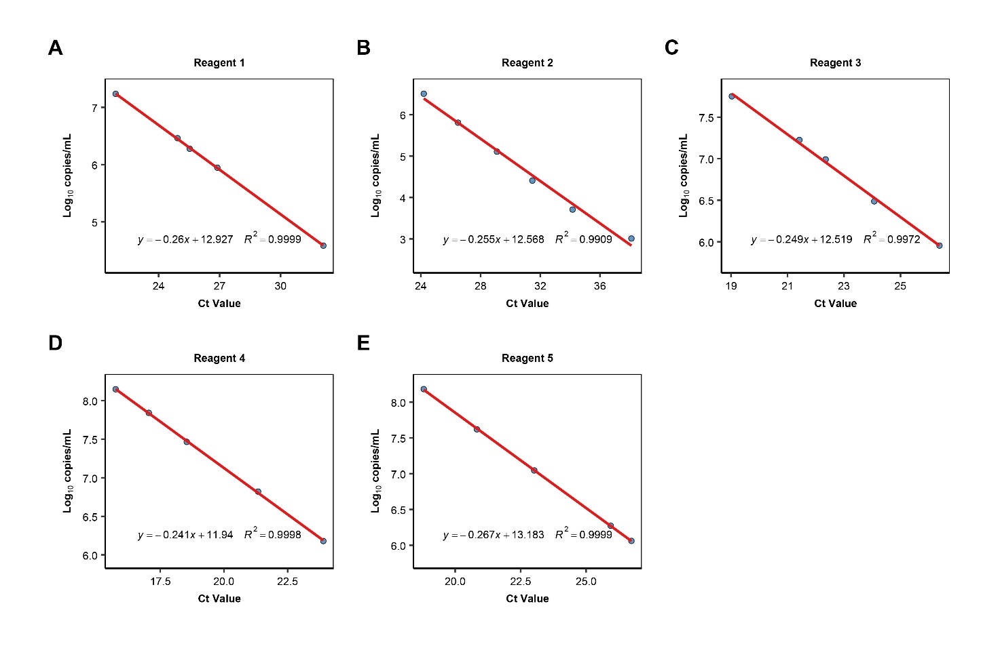 A
Reagent 1
Log10 copies/mL
7
6
5
y = − 0.26x + 12.927 R2 = 0.9999
24 27 30
Ct Value
B
Reagent 2
Log10 copies/mL
6
5
4
3
y = − 0.255x + 12.568 R2 = 0.9909
24 28 32 36
Ct Value
C
Reagent 3
Log10 copies/mL
7.5
7.0
6.5
6.0
y = − 0.249x + 12.519 R2 = 0.9972
19 21 23 25
Ct Value
D
Reagent 4
Log10 copies/mL
8.0
7.5
7.0
6.5
6.0
y = − 0.241x + 11.94 R2 = 0.9998
17.5 20.0 22.5
Ct Value
E
Reagent 5
Log10 copies/mL
8.0
7.5
7.0
6.5
6.0
y = − 0.267x + 13.183 R2 = 0.9999
20.0 22.5 25.0
Ct Value